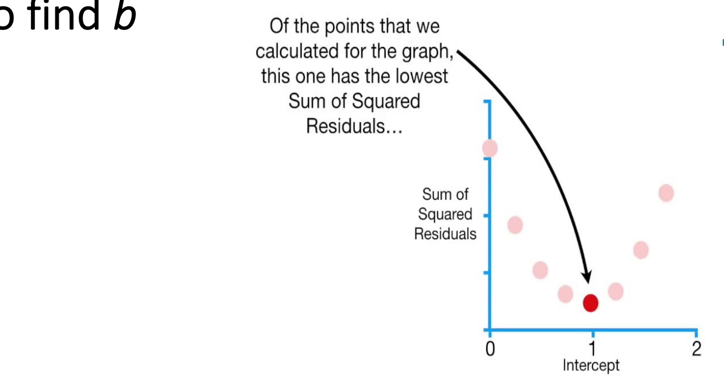 o find b
Of the points that we
calculated for the graph,
this one has the lowest
Sum of Squared
Residuals…
Sum of
Squared
Residuals
0
1
2
Intercept